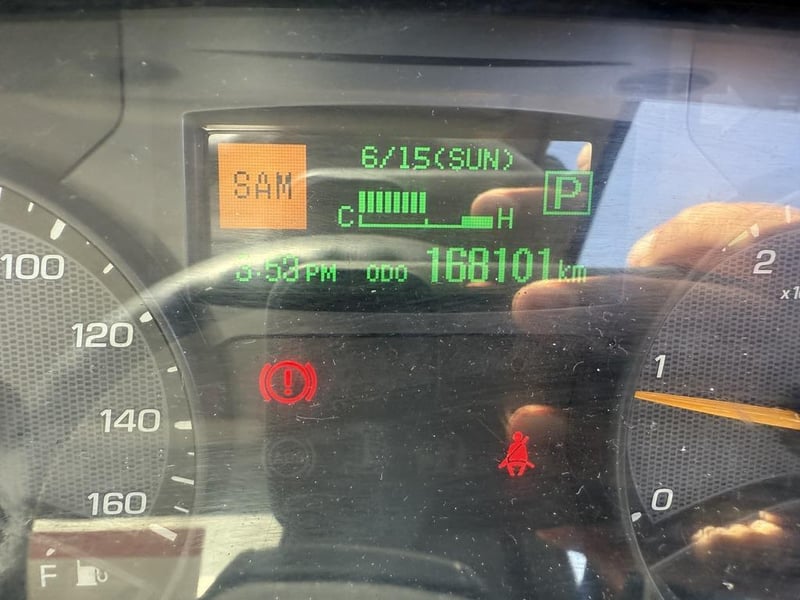 6/15(SUN)
SAM
P
C H
3:53 PM ODO 168101 km
100
120
140
160
F
2
1
0